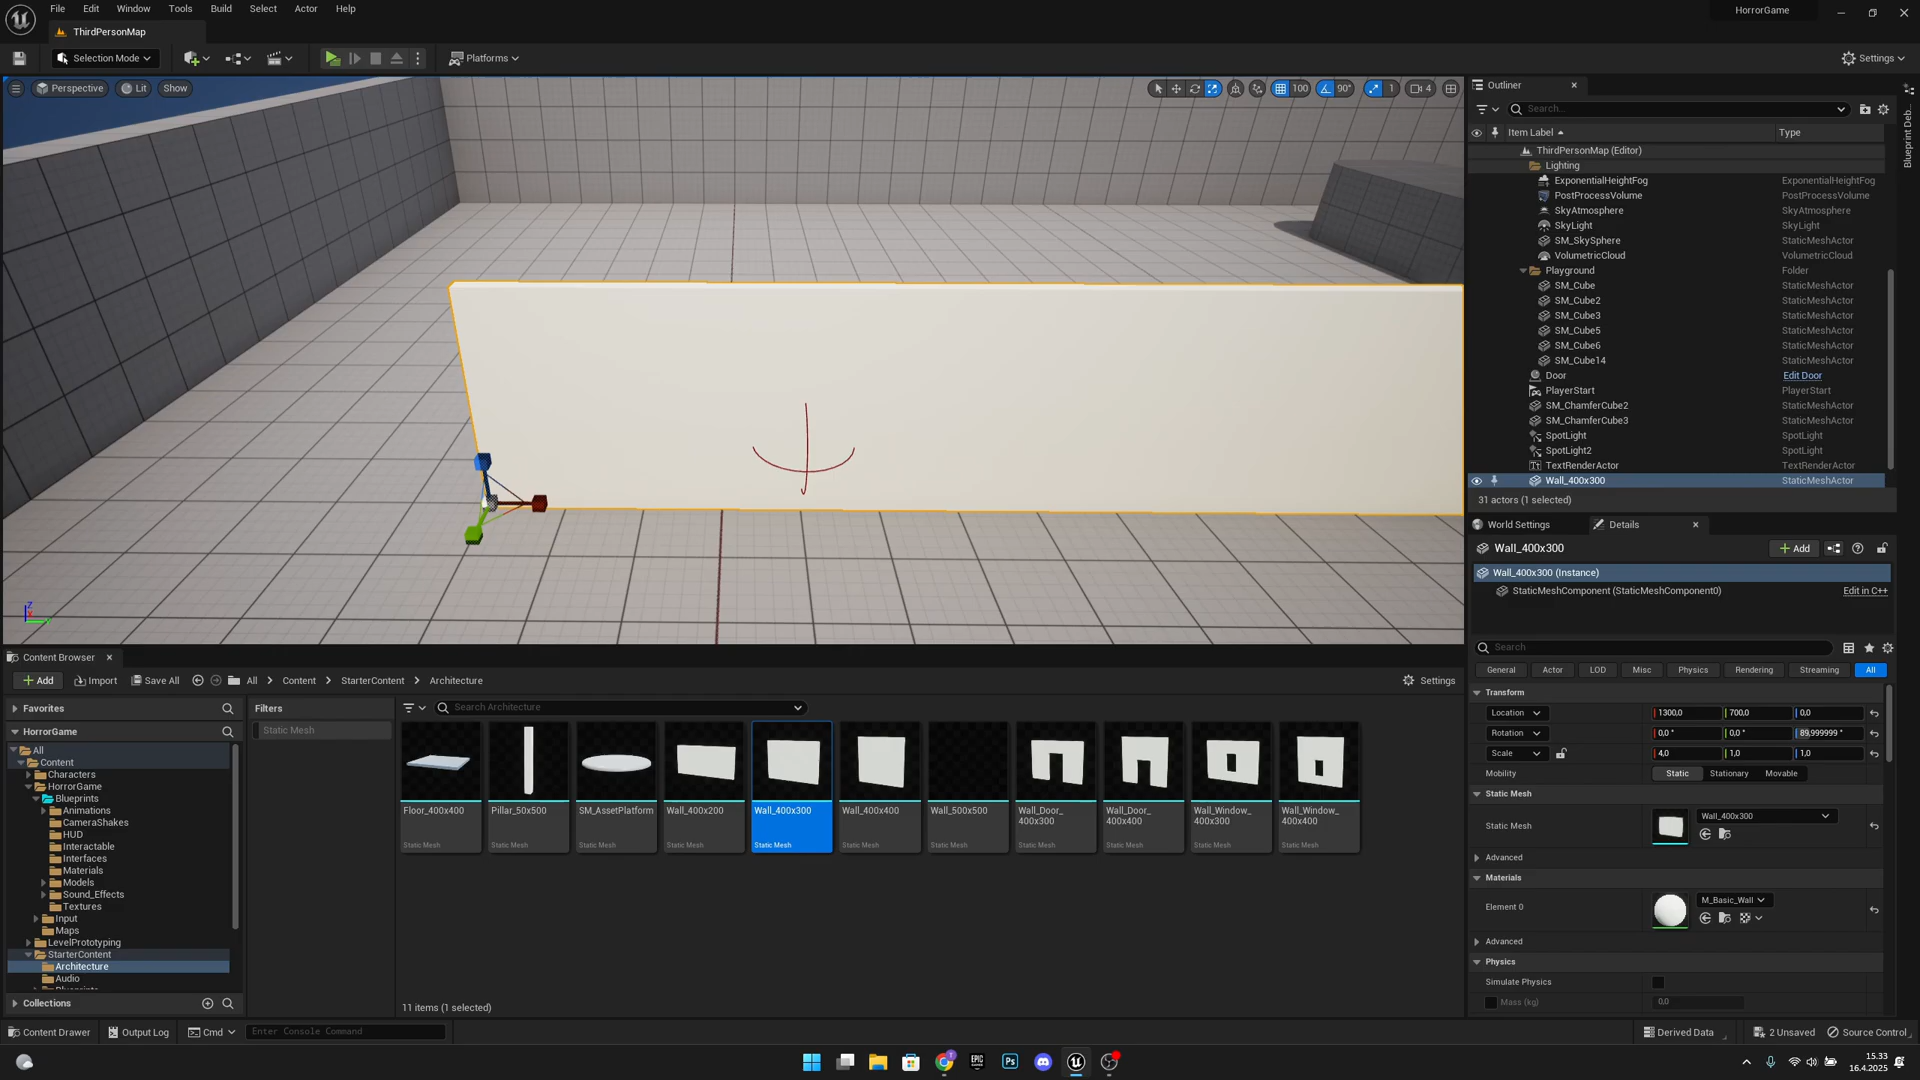 File Edit Window Tools Build Select Actor Help
HorrorGame
ThirdPersonMap
Selection Mode
Platforms
Settings
Perspective
Lit
Show
100
90°
1
4
Outliner
Search...
Item Label
Type
ThirdPersonMap (Editor)
Lighting
ExponentialHeightFog ExponentialHeightFog
PostProcessVolume PostProcessVolume
SkyAtmosphere SkyAtmosphere
SkyLight SkyLight
SM_SkySphere StaticMeshActor
VolumetricCloud VolumetricCloud
Playground Folder
SM_Cube StaticMeshActor
SM_Cube2 StaticMeshActor
SM_Cube3 StaticMeshActor
SM_Cube5 StaticMeshActor
SM_Cube6 StaticMeshActor
SM_Cube14 StaticMeshActor
Door Edit Door
PlayerStart PlayerStart
SM_ChamferCube2 StaticMeshActor
SM_ChamferCube3 StaticMeshActor
SpotLight SpotLight
SpotLight2 SpotLight
TextRenderActor TextRenderActor
Wall_400x300 StaticMeshActor
31 actors (1 selected)
Blueprint Deb
World Settings
Details
Wall_400x300
Add
Wall_400x300 (Instance)
StaticMeshComponent (StaticMeshComponent0)
Edit in C++
Search
General Actor LOD Misc Physics Rendering Streaming All
Transform
Location 1300,0 700,0 0,0
Rotation 0,0 ° 0,0 ° 89,999999 °
Scale 4,0 1,0 1,0
Mobility Static Stationary Movable
Static Mesh
Static Mesh
Wall_400x300
Advanced
Materials
Element 0
M_Basic_Wall
Advanced
Physics
Simulate Physics
Mass (kg) 0,0
Content Browser
Add
Import
Save All
All
Content
StarterContent
Architecture
Settings
Favorites
HorrorGame
All
Content
Characters
HorrorGame
Blueprints
Animations
CameraShakes
HUD
Interactable
Interfaces
Materials
Models
Sound_Effects
Textures
Input
Maps
LevelPrototyping
StarterContent
Architecture
Audio
Collections
Filters
Static Mesh
Search Architecture
Floor_400x400
Static Mesh
Pillar_50x500
Static Mesh
SM_AssetPlatform
Static Mesh
Wall_400x200
Static Mesh
Wall_400x300
Static Mesh
Wall_400x400
Static Mesh
Wall_500x500
Static Mesh
Wall_Door_
400x300
Static Mesh
Wall_Door_
400x400
Static Mesh
Wall_Window_
400x300
Static Mesh
Wall_Window_
400x400
Static Mesh
11 items (1 selected)
Content Drawer
Output Log
Cmd
Enter Console Command
Derived Data
2 Unsaved
Source Control
15.33
16.4.2025